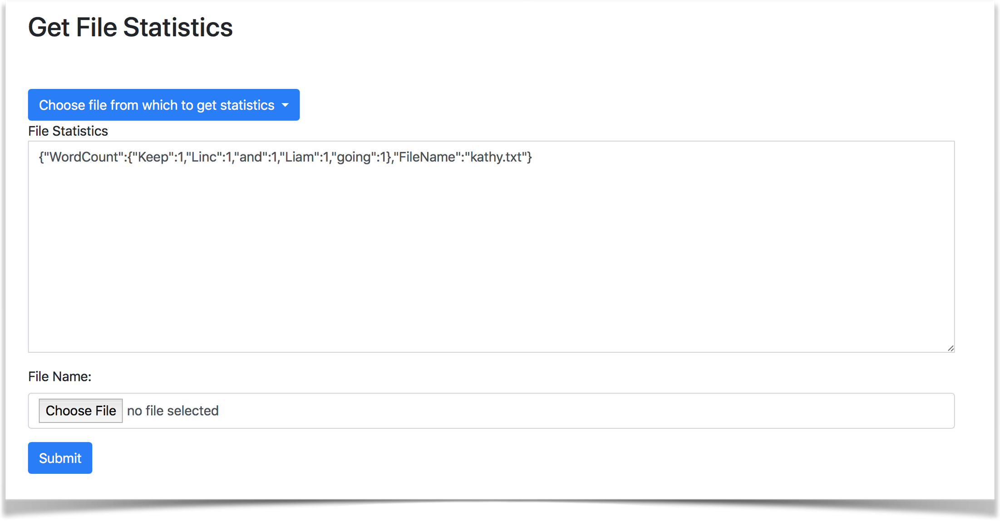 Get File Statistics
Choose file from which to get statistics
File Statistics
{"WordCount":{"Keep":1,"Linc":1,"and":1,"Liam":1,"going":1},"FileName":"kathy.txt"}
File Name:
Choose File no file selected
Submit